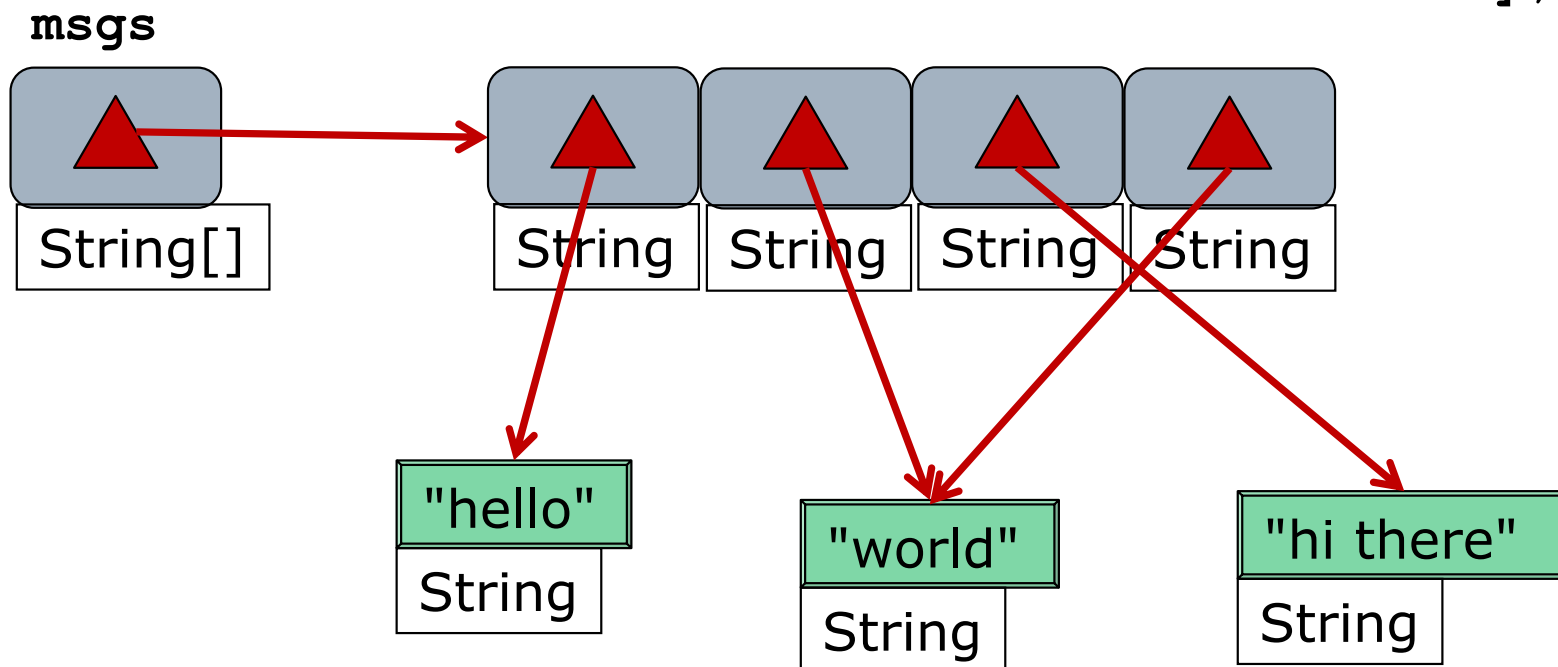 ];
msgs
String[]
String
String
String
String
"hello"
String
"world"
String
"hi there"
String